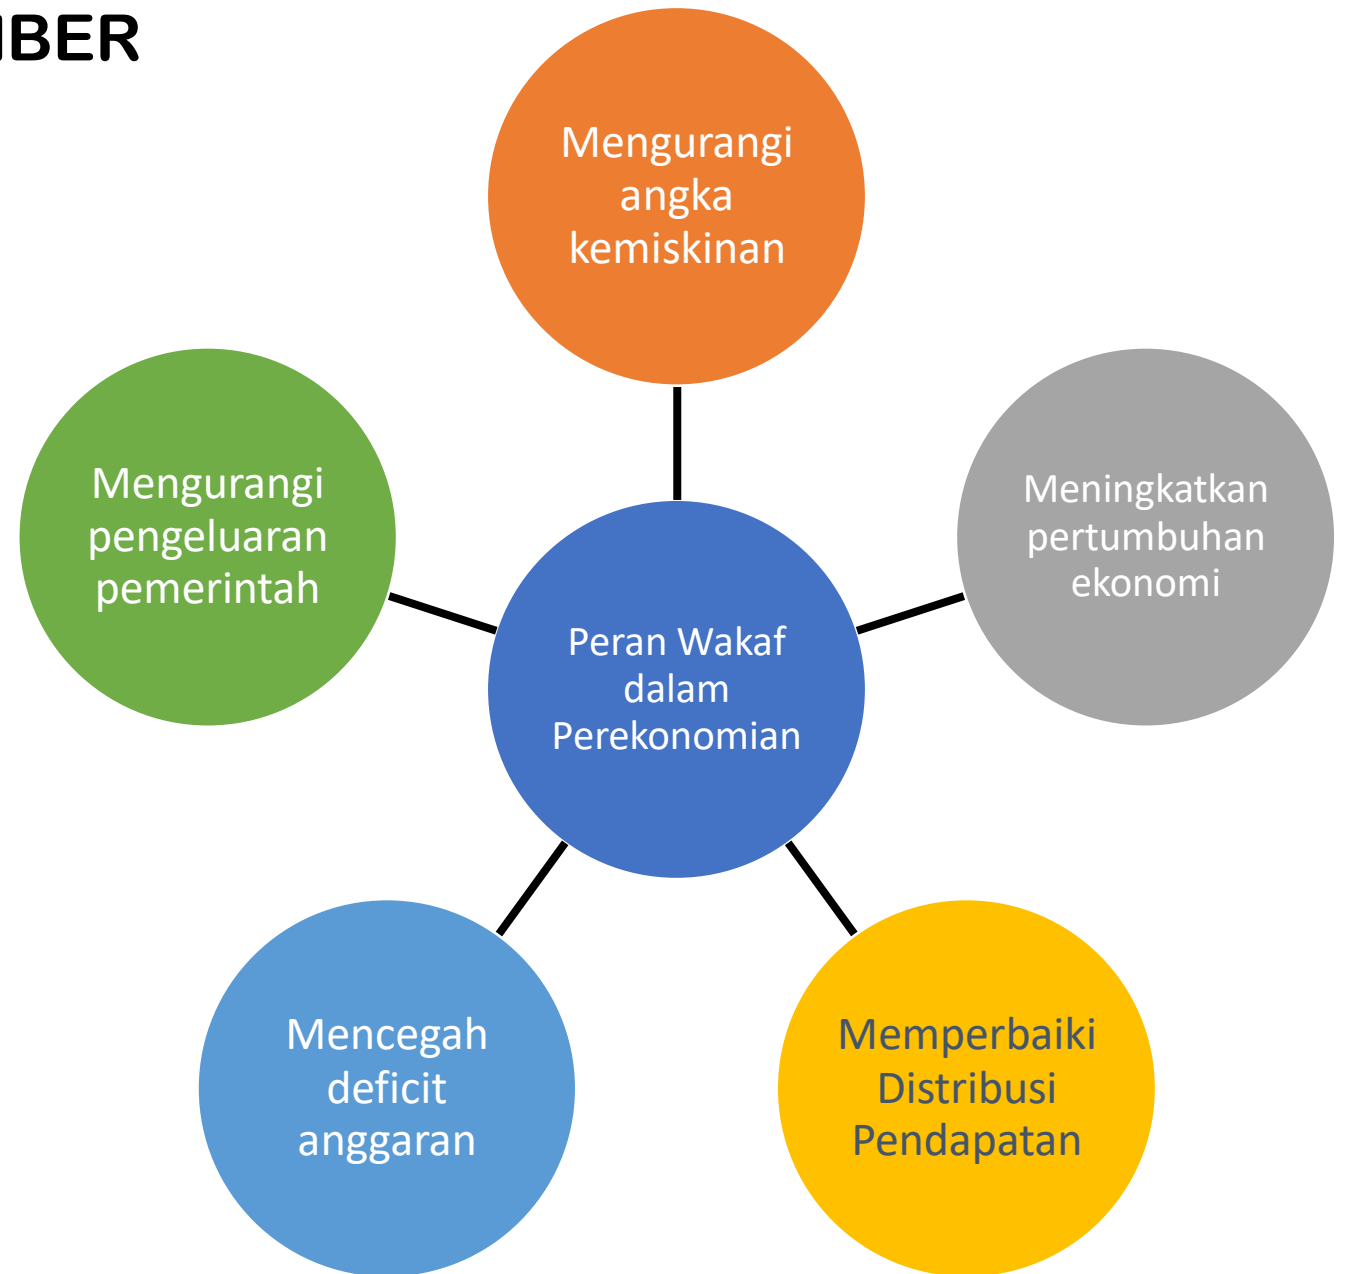 Mengurangi
angka
kemiskinan
Meningkatkan
pertumbuhan
ekonomi
Memperbaiki
Distribusi
Pendapatan
Mencegah
deficit
anggaran
Mengurangi
pengeluaran
pemerintah
Peran Wakaf
dalam
Perekonomian